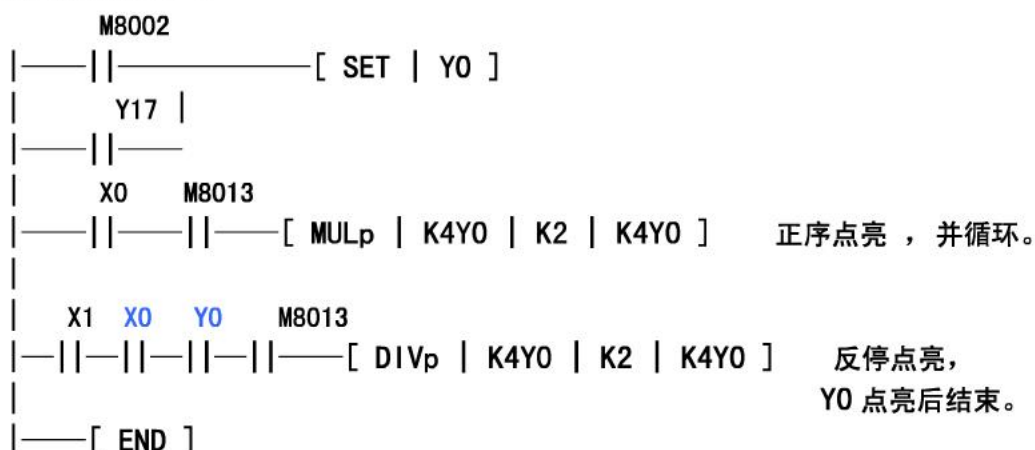 M8002
[ SET | Y0 ]
Y17
X0 M8013
[ MULp | K4Y0 | K2 | K4Y0 ] 正序点亮 ，并循环。
X1 X0 Y0 M8013
[ DIVp | K4Y0 | K2 | K4Y0 ] 反停点亮，
Y0 点亮后结束。
[ END ]